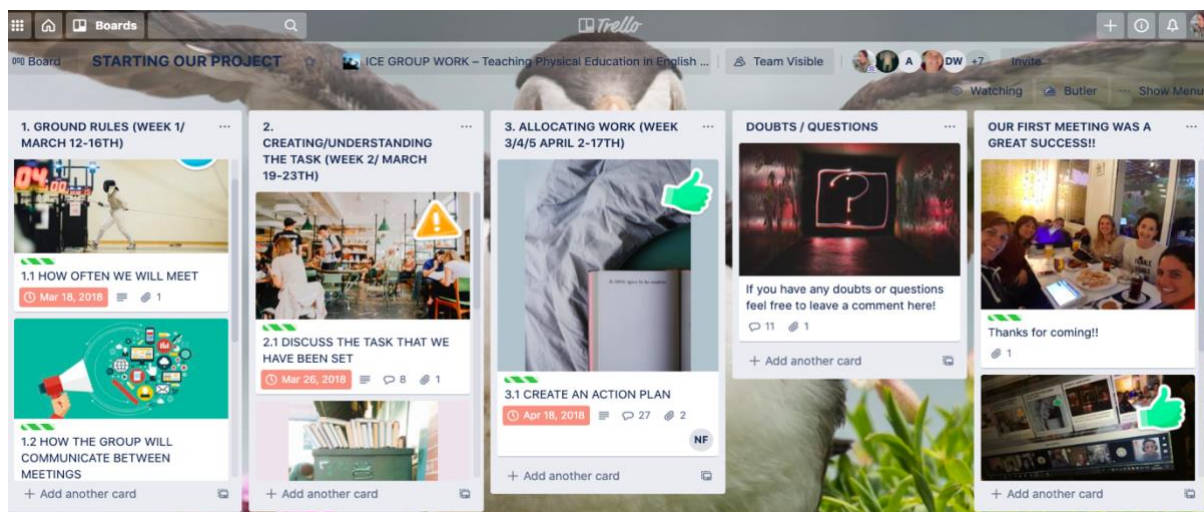 Boards
Trello
Board
STARTING OUR PROJECT
ICE GROUP WORK – Teaching Physical Education in English ...
Team Visible
A
DW
+7
Invite
Watching
Butler
... Show Menu
1. GROUND RULES (WEEK 1/
MARCH 12-16TH)
04.00
1.1 HOW OFTEN WE WILL MEET
Mar 18, 2018
1
1.2 HOW THE GROUP WILL
COMMUNICATE BETWEEN
MEETINGS
+ Add another card
2.
CREATING/UNDERSTANDING
THE TASK (WEEK 2/ MARCH
19-23TH)
2.1 DISCUSS THE TASK THAT WE
HAVE BEEN SET
Mar 26, 2018
8
1
+ Add another card
3. ALLOCATING WORK (WEEK
3/4/5 APRIL 2-17TH)
3.1 CREATE AN ACTION PLAN
Apr 18, 2018
27
2
NF
+ Add another card
DOUBTS / QUESTIONS
?
If you have any doubts or questions
feel free to leave a comment here!
11
1
+ Add another card
OUR FIRST MEETING WAS A
GREAT SUCCESS!!
Thanks for coming!!
1
+ Add another card